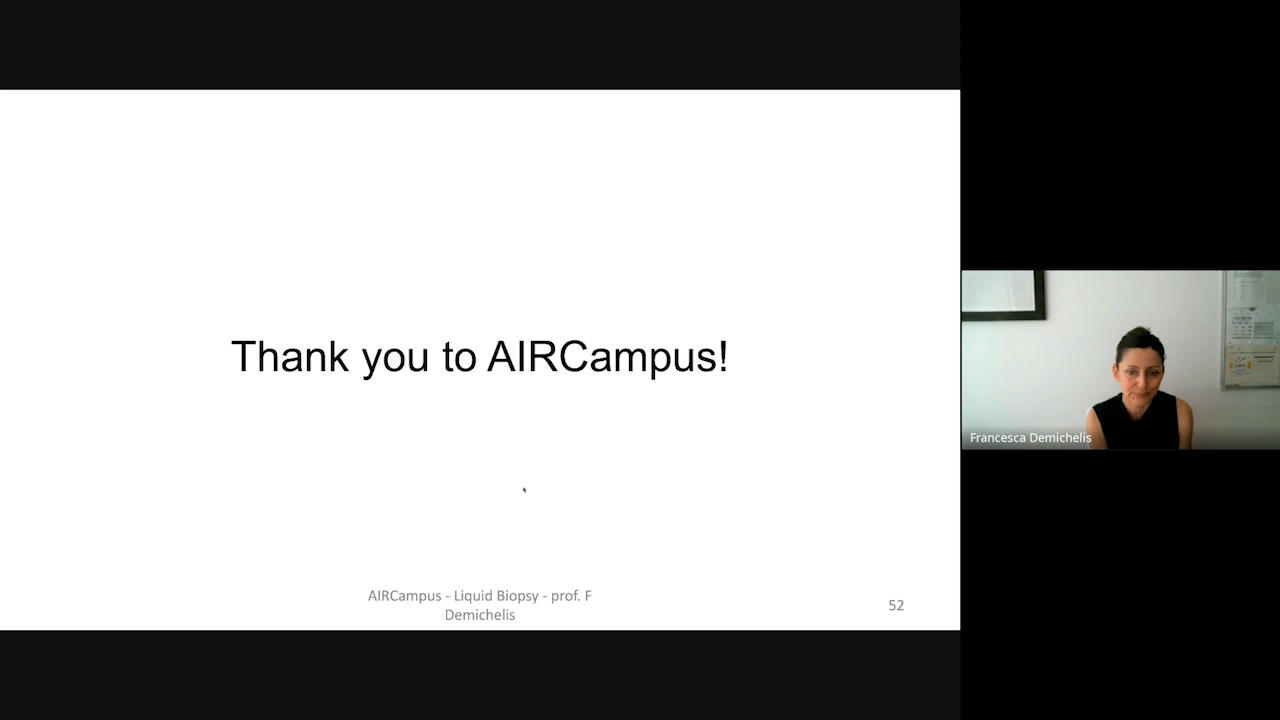 Thank you to AIRCampus!
Francesca Demichelis
AIRCampus - Liquid Biopsy - prof. F
Demichelis
52